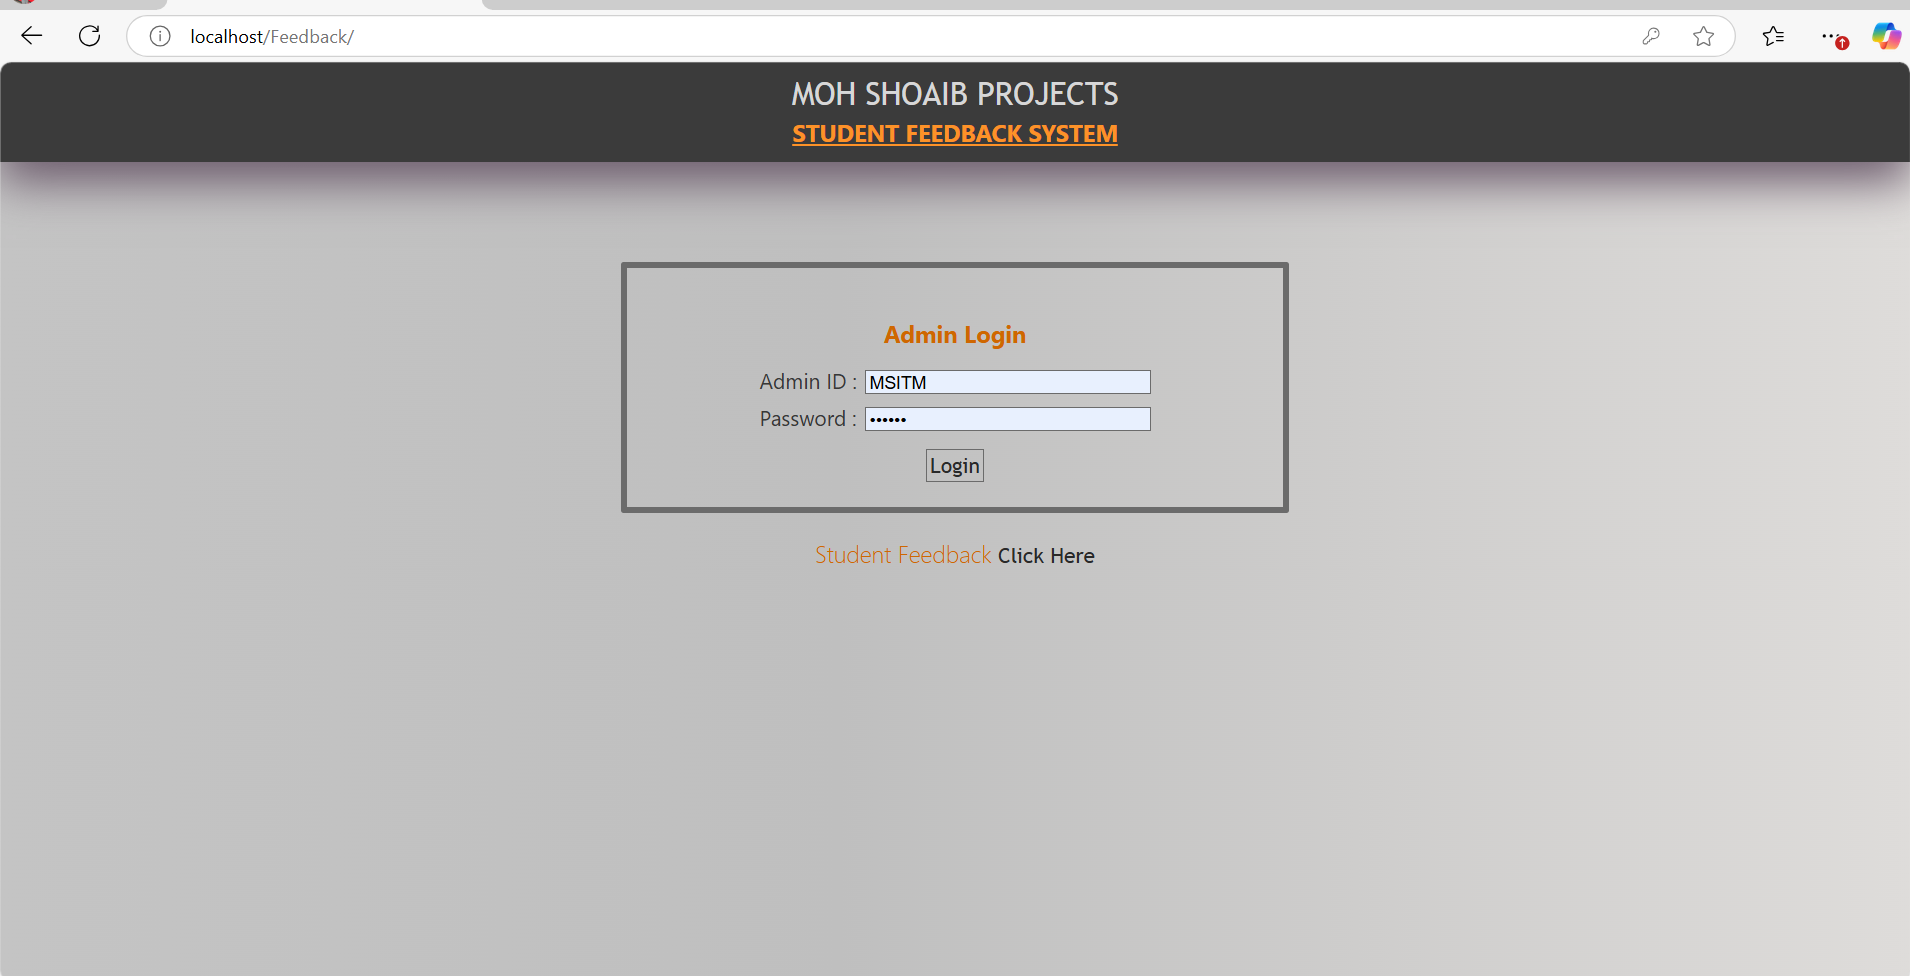 localhost/Feedback/
MOH SHOAIB PROJECTS
STUDENT FEEDBACK SYSTEM
Admin Login
Admin ID : MSITM
Password : ••••••
Login
Student Feedback Click Here